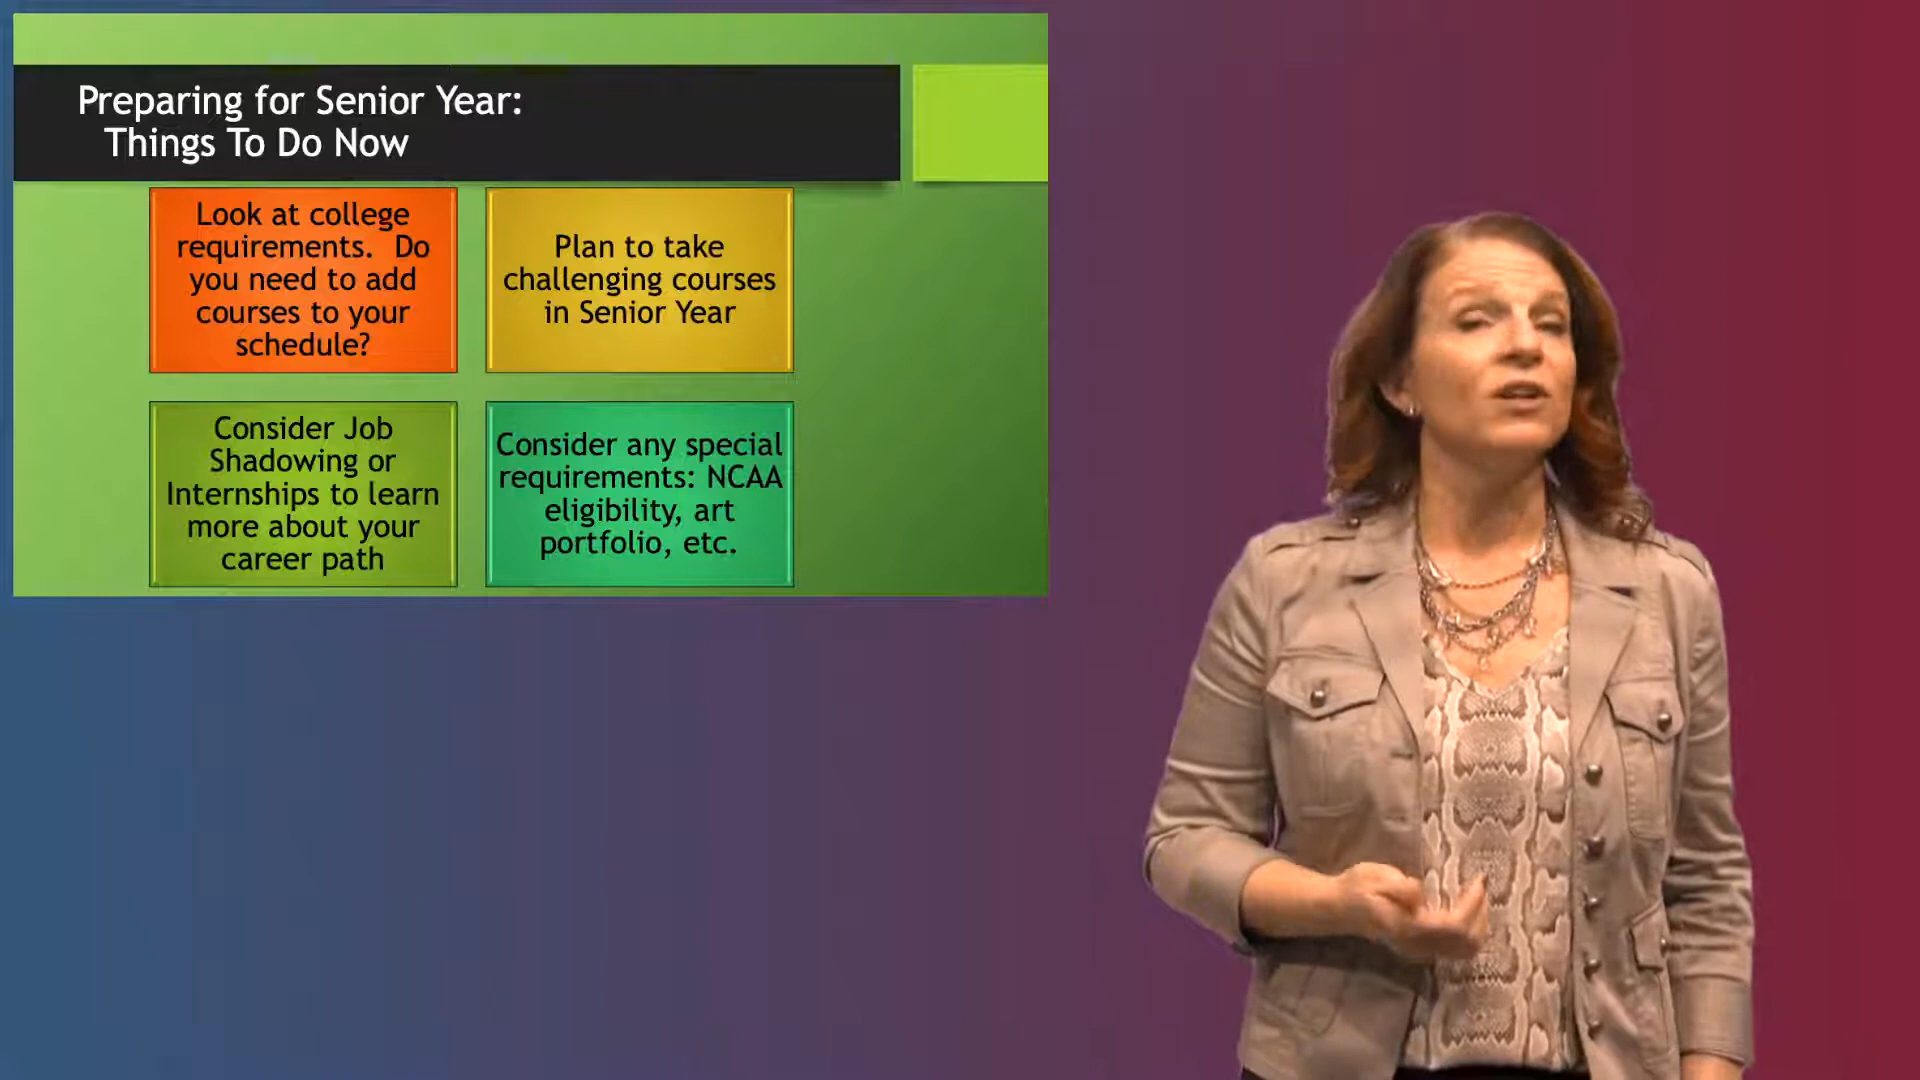 Preparing for Senior Year:
Things To Do Now
Look at college
requirements.  Do
you need to add
courses to your
schedule?
Plan to take
challenging courses
in Senior Year
Consider Job
Shadowing or
Internships to learn
more about your
career path
Consider any special
requirements: NCAA
eligibility, art
portfolio, etc.